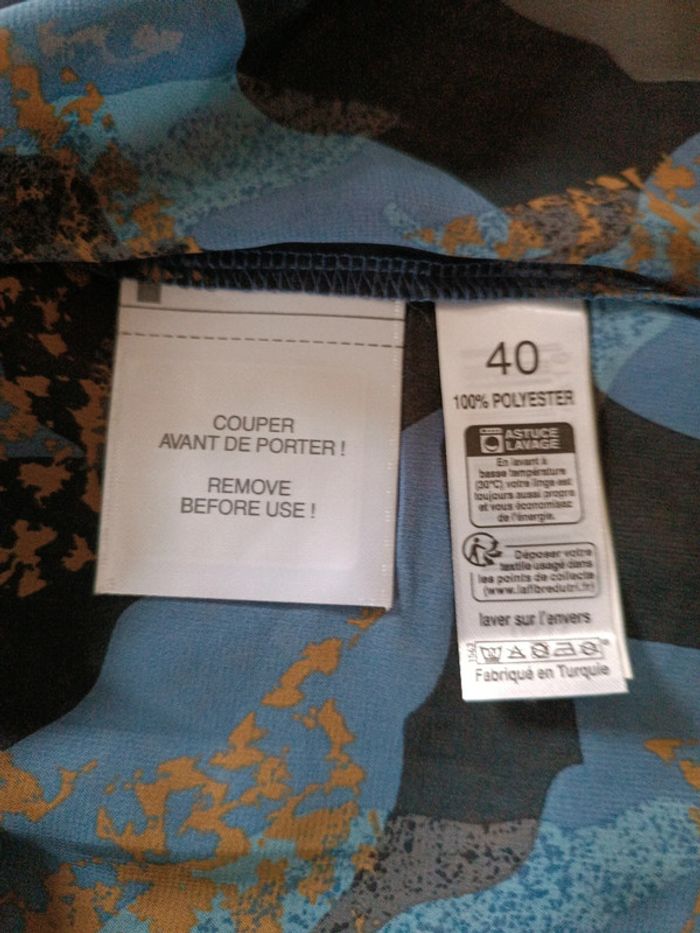 COUPER
AVANT DE PORTER !
REMOVE
BEFORE USE !
40
100% POLYESTER
ASTUCE
LAVAGE
En lavant à
basse température
(30°C) votre linge est
toujours aussi propre
et vous économisez
de l'énergie.
Déposer votre
textile usagé dans
les points de collecte
(www.lafibredutri.fr)
laver sur l'envers
Fabriqué en Turquie